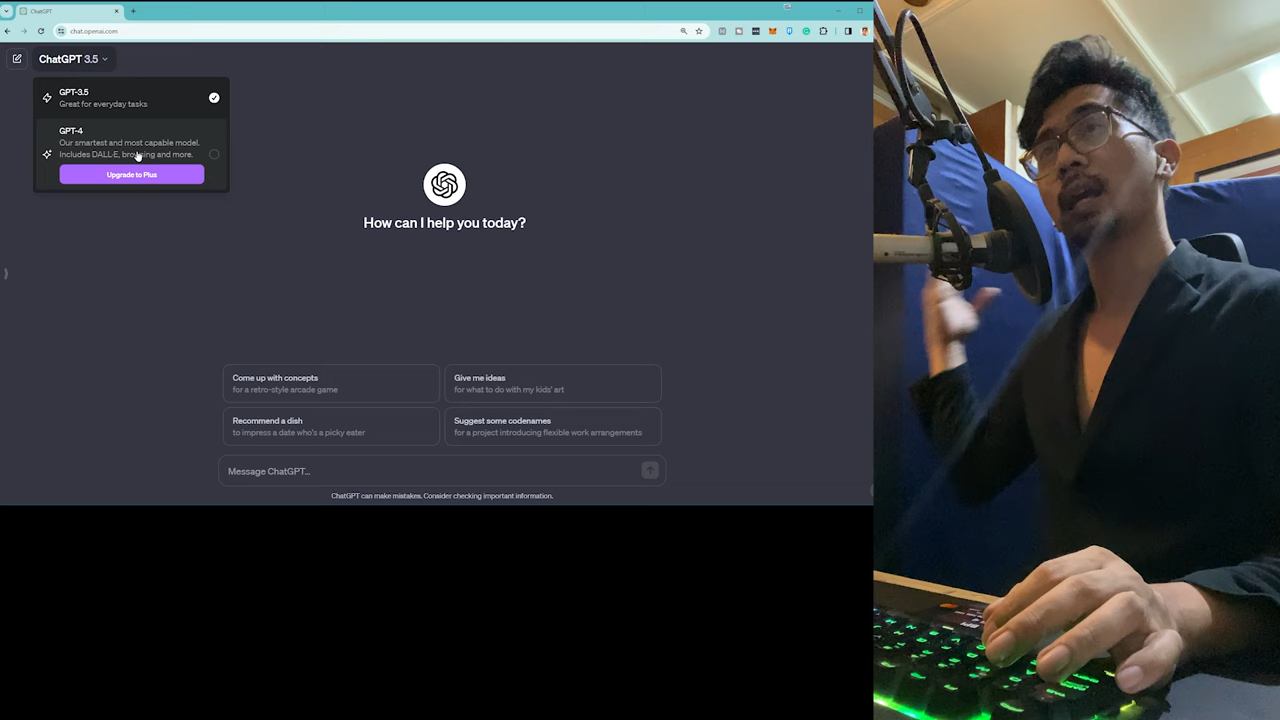 ChatGPT
chat.openai.com
ChatGPT 3.5
GPT-3.5
Great for everyday tasks
GPT-4
Our smartest and most capable model.
Includes DALL·E, browsing and more.
Upgrade to Plus
How can I help you today?
Come up with concepts
for a retro-style arcade game
Give me ideas
for what to do with my kids' art
Recommend a dish
to impress a date who's a picky eater
Suggest some codenames
for a project introducing flexible work arrangements
Message ChatGPT...
ChatGPT can make mistakes. Consider checking important information.